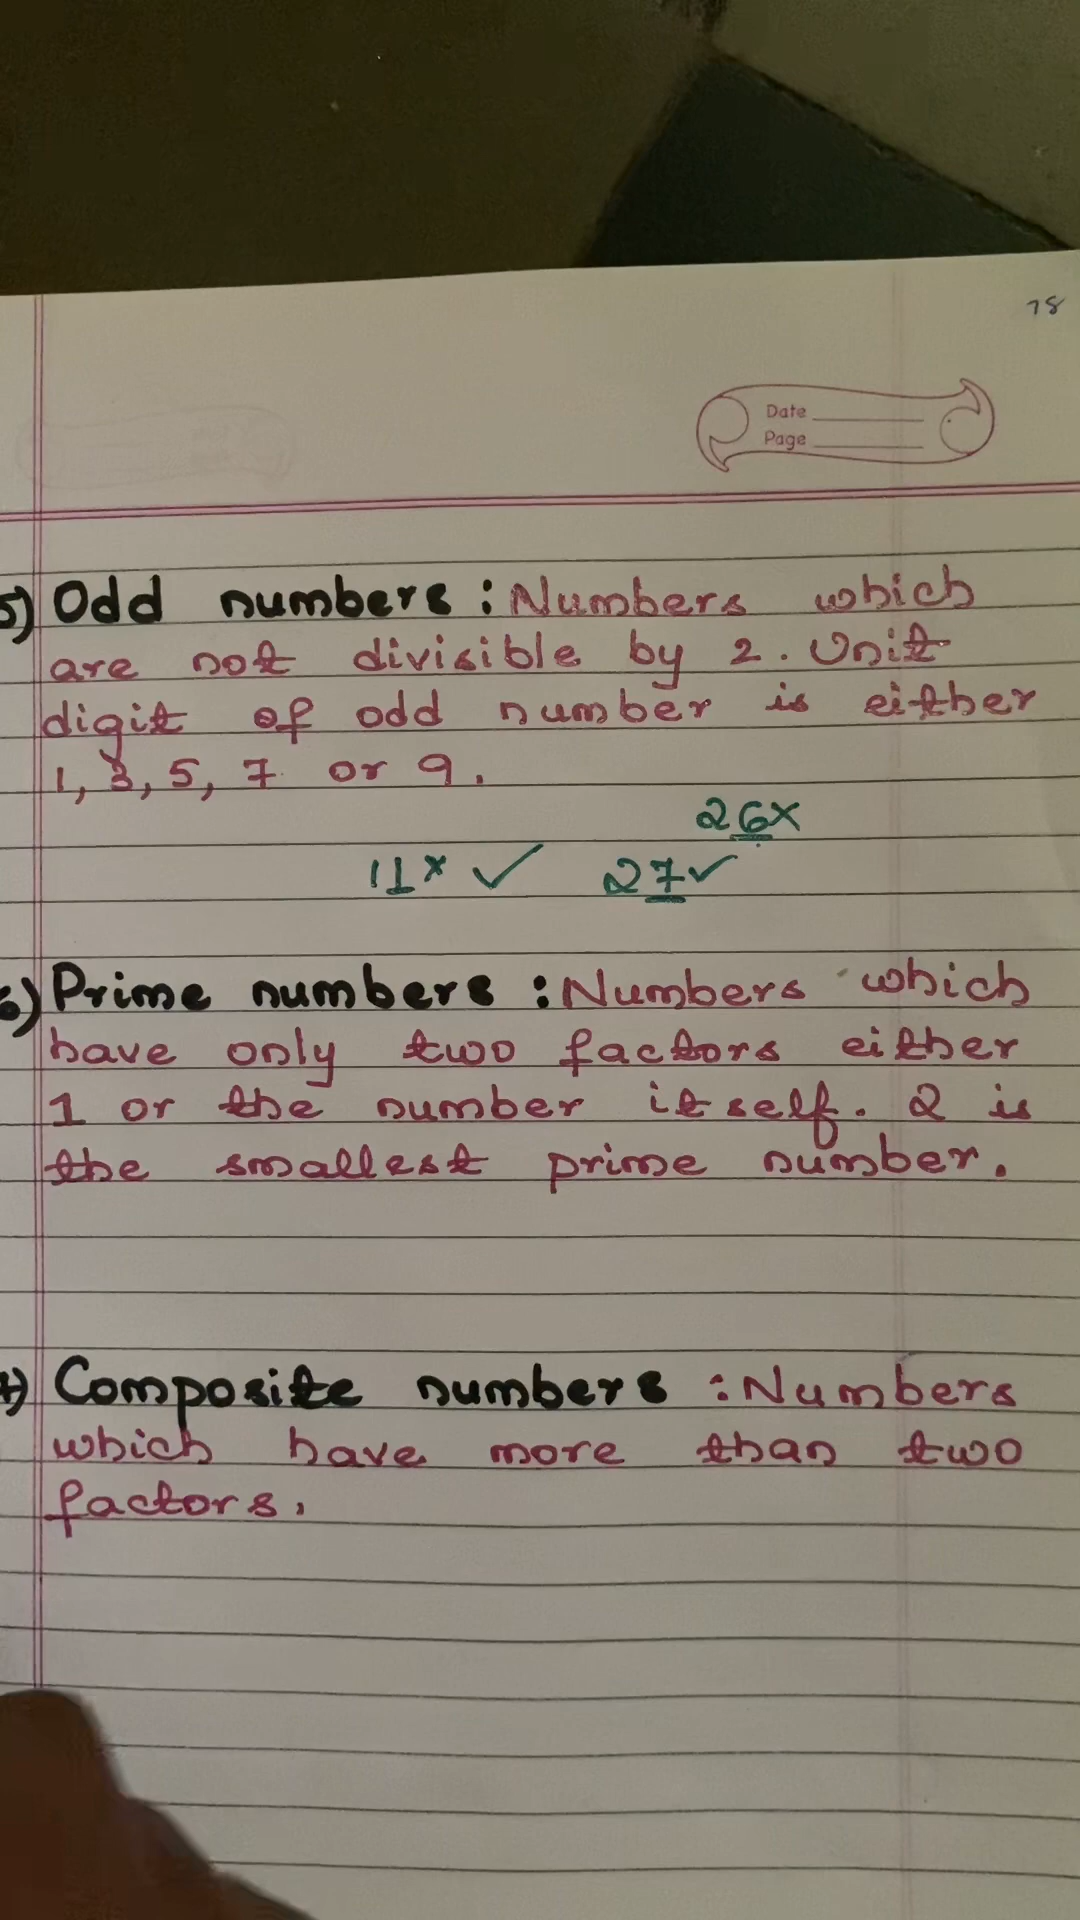 78
Date
Page
5) Odd numbers : Numbers which
are not divisible by 2. Unit
digit of odd number is either
1, 3, 5, 7 or 9.
26×
11× ✓ 27✓
6) Prime numbers : Numbers which
have only two factors either
1 or the number itself. 2 is
the smallest prime number.
Composite numbers : Numbers
which have more than two
factors.